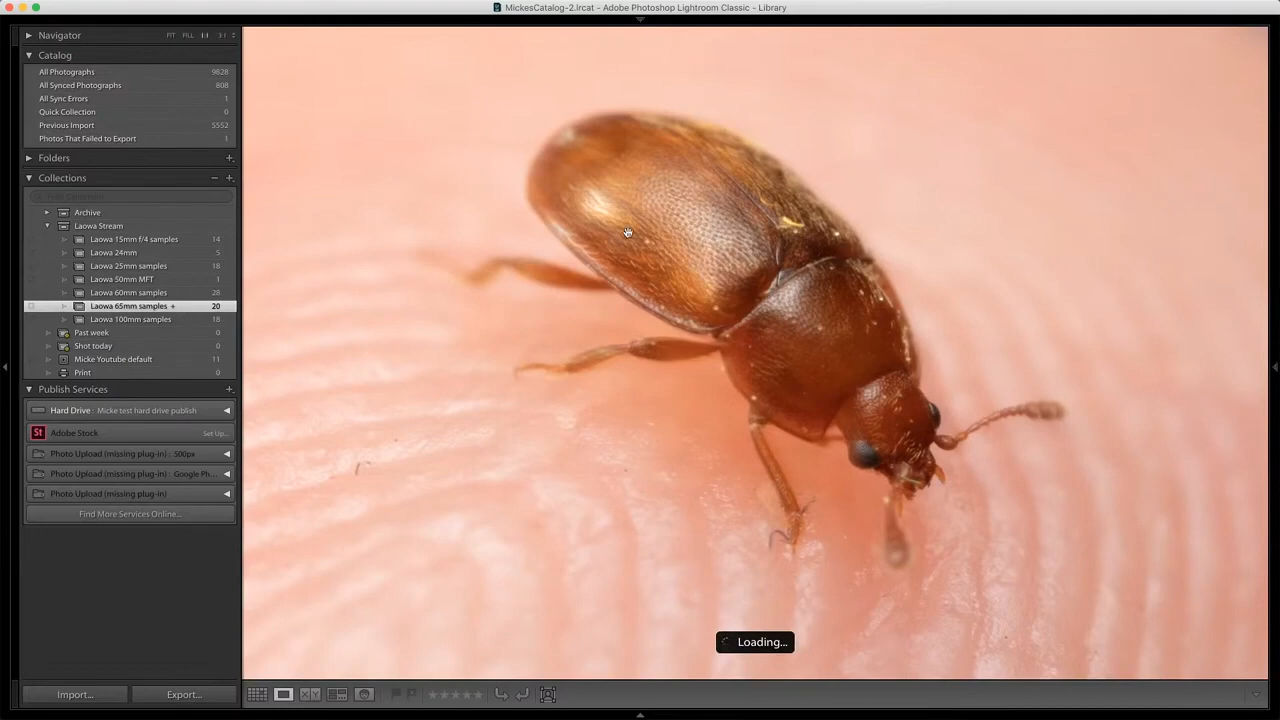 MickesCatalog-2.lrcat - Adobe Photoshop Lightroom Classic - Library
Navigator FIT FILL 1:1 3:1
Catalog
All Photographs 9828
All Synced Photographs 808
All Sync Errors 1
Quick Collection 0
Previous Import 5552
Photos That Failed to Export 1
Folders
Collections
Archive
Laowa Stream
Laowa 15mm f/4 samples 14
Laowa 24mm 5
Laowa 25mm samples 18
Laowa 50mm MFT 1
Laowa 60mm samples 28
Laowa 65mm samples + 20
Laowa 100mm samples 18
Past week 0
Shot today 0
Micke Youtube default 11
Print 0
Publish Services
Hard Drive : Micke test hard drive publish
St Adobe Stock Set Up...
Photo Upload (missing plug-in) : 500px
Photo Upload (missing plug-in) : Google Ph...
Photo Upload (missing plug-in)
Find More Services Online...
Loading...
Import... Export...
X Y